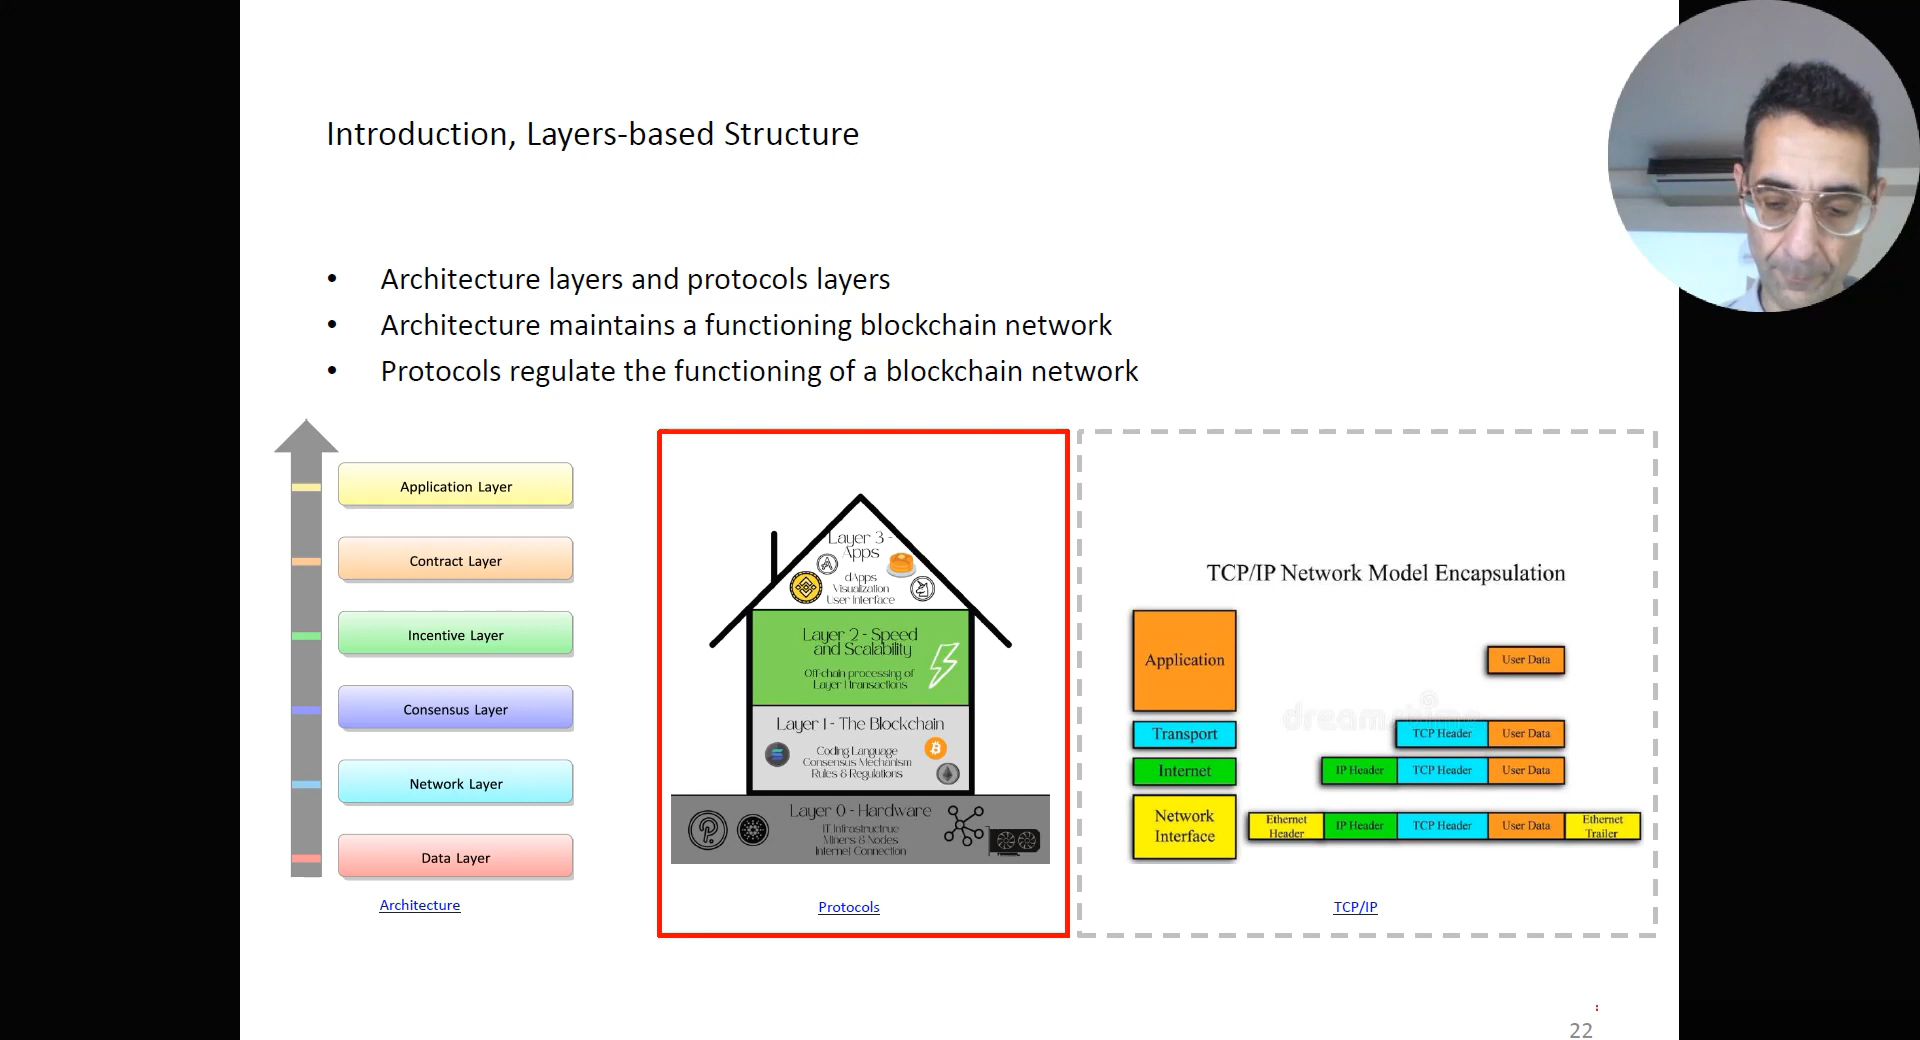 Introduction, Layers-based Structure
• Architecture layers and protocols layers
• Architecture maintains a functioning blockchain network
• Protocols regulate the functioning of a blockchain network
Application Layer
Contract Layer
Incentive Layer
Consensus Layer
Network Layer
Data Layer
Architecture
Layer 3 -
Apps
dApps
Visualization
User Interface
Layer 2 - Speed
and Scalability
Off-chain processing of
Layer 1 transactions
Layer 1 - The Blockchain
Coding Language
Consensus Mechanism
Rules & Regulations
Layer 0 - Hardware
IT Infrastructrue
Miners & Nodes
Internet Connection
Protocols
TCP/IP Network Model Encapsulation
Application
User Data
Transport
TCP Header
User Data
Internet
IP Header
TCP Header
User Data
Network
Interface
Ethernet
Header
IP Header
TCP Header
User Data
Ethernet
Trailer
dreamstime
TCP/IP
22